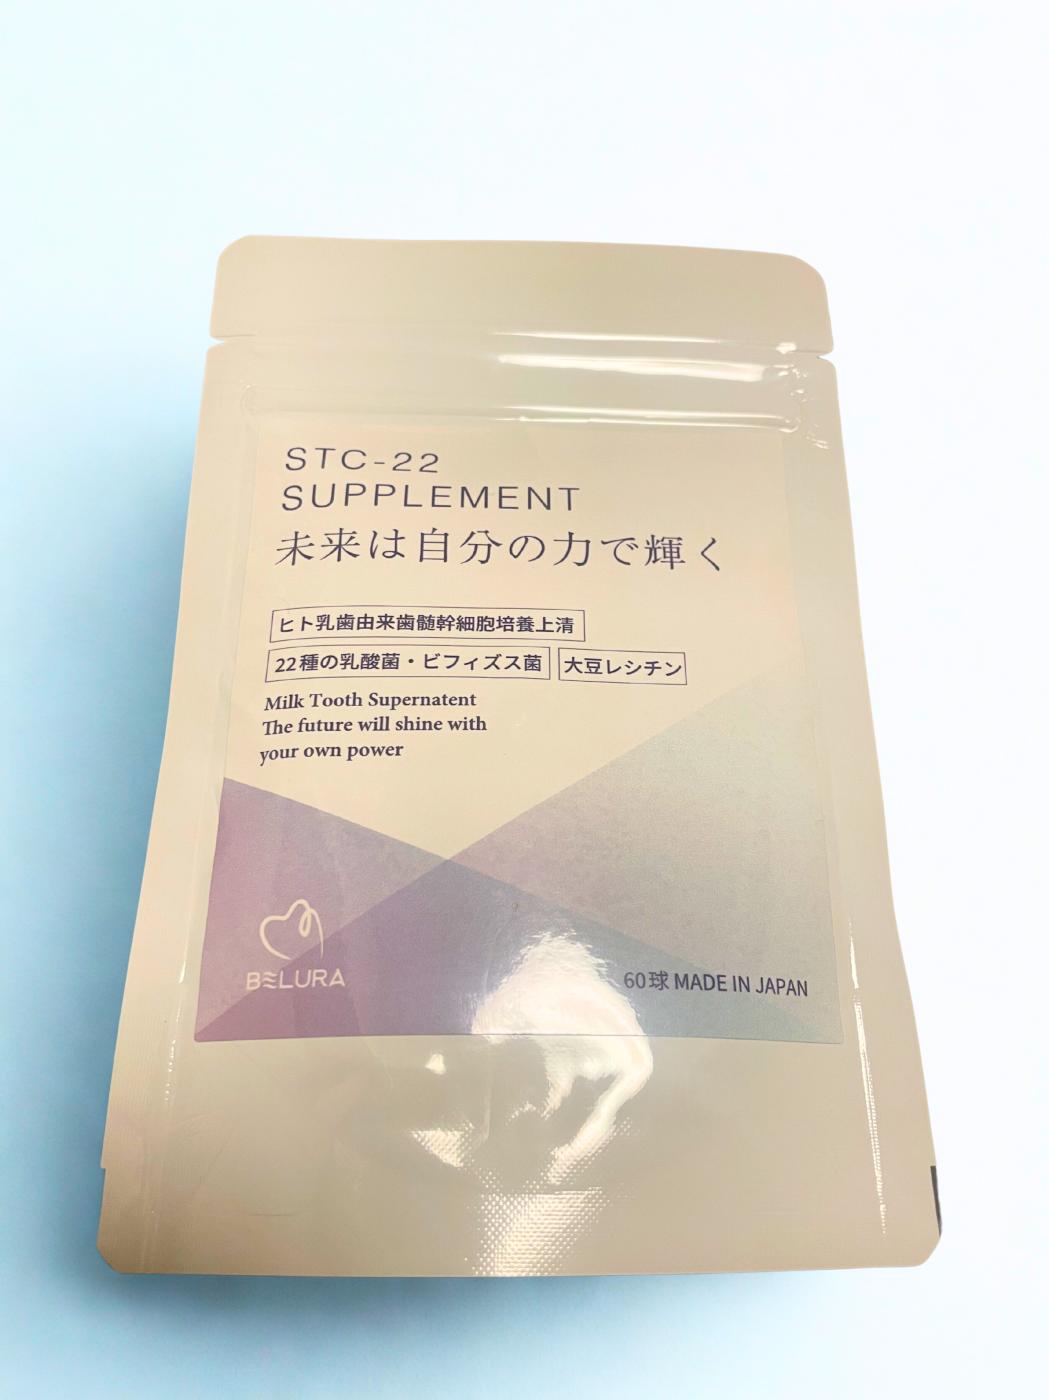 STC-22
SUPPLEMENT
未来は自分の力で輝く
ヒト乳歯由来歯髄幹細胞培養上清
22種の乳酸菌・ビフィズス菌 大豆レシチン
Milk Tooth Supernatent
The future will shine with
your own power
BELURA
60球 MADE IN JAPAN